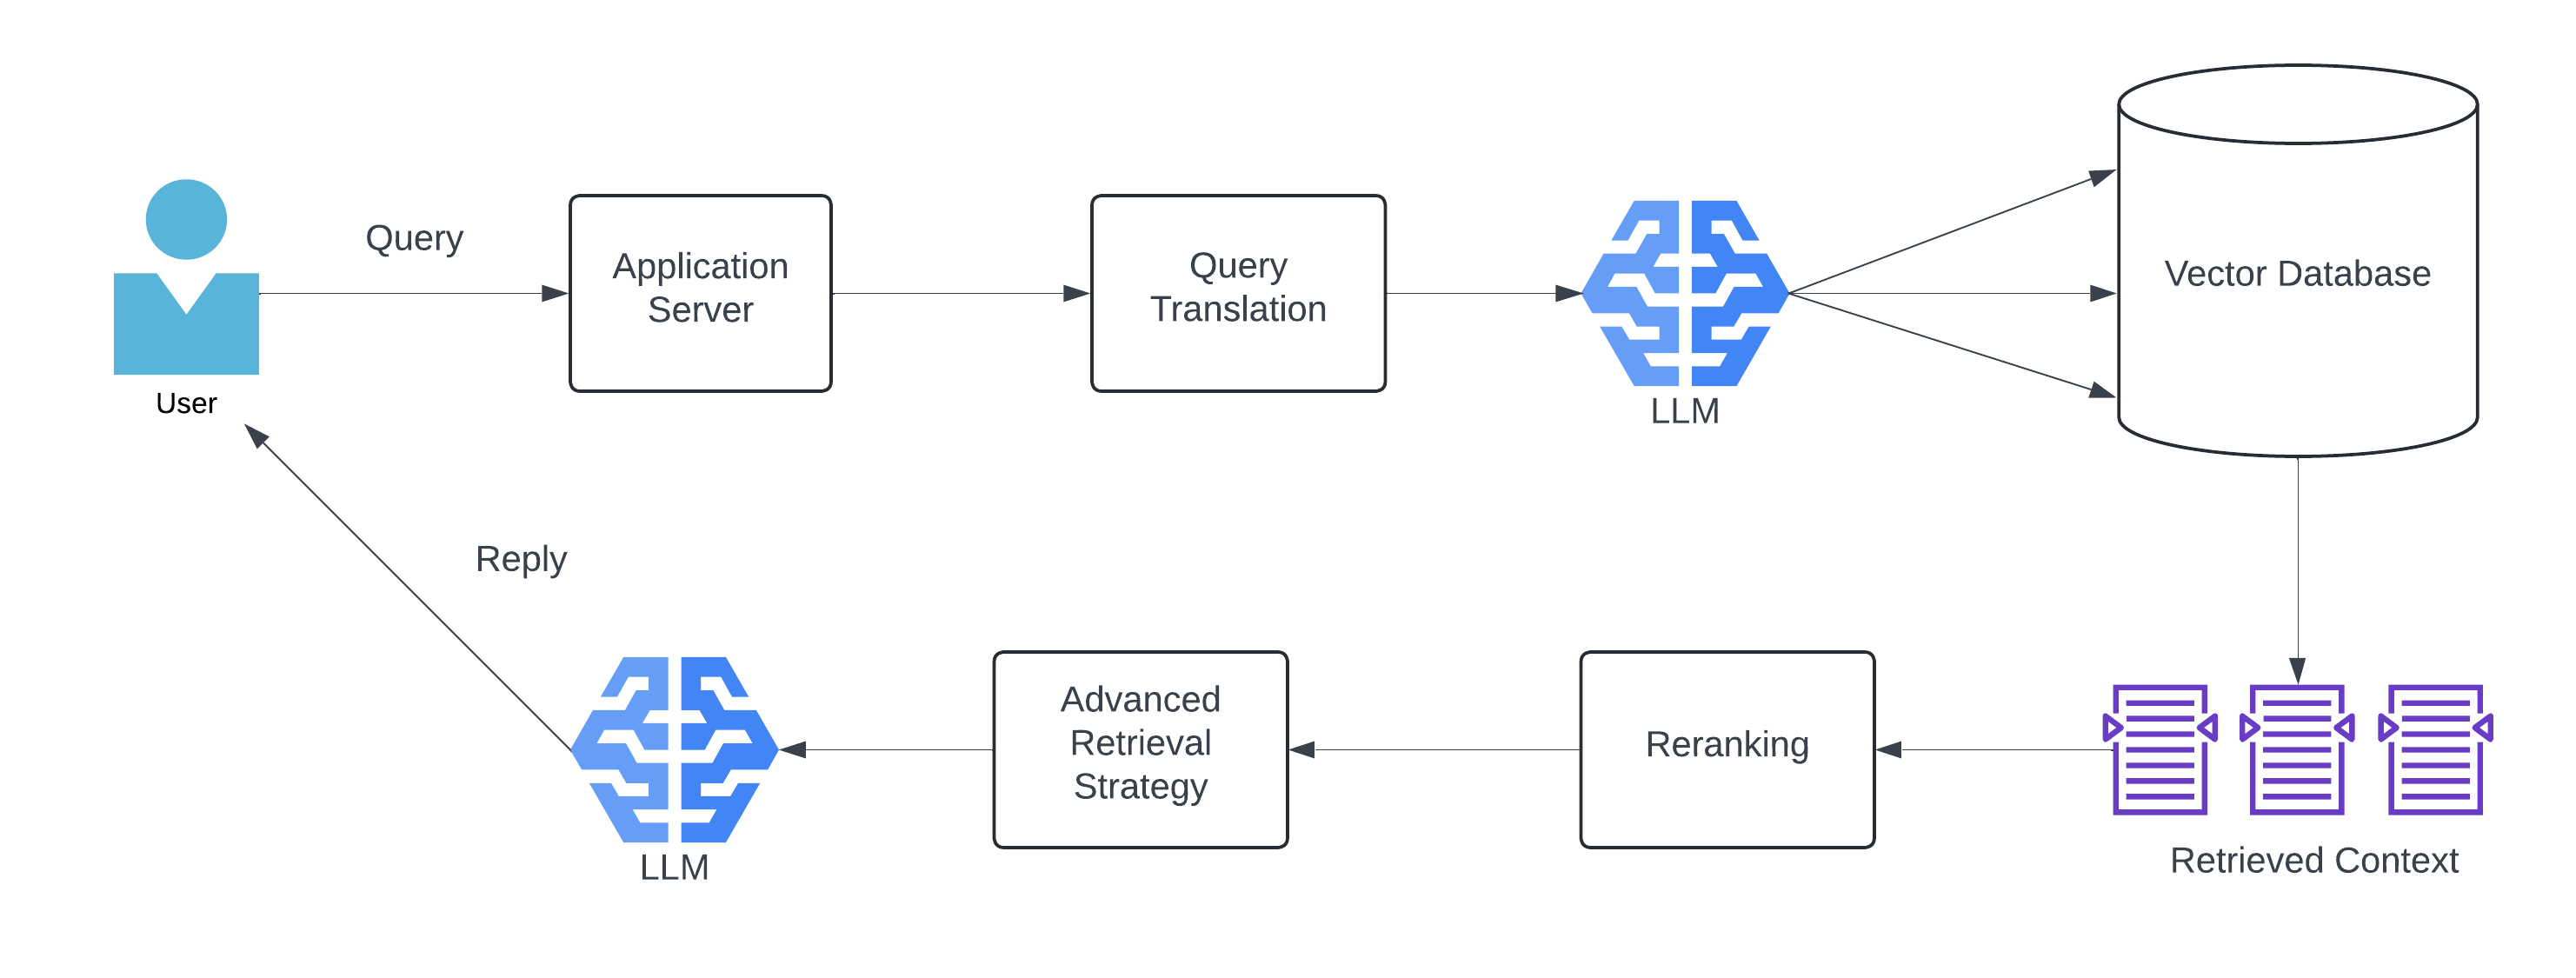 Query
Application
Server
Query
Translation
LLM
Vector Database
User
Reply
LLM
Advanced
Retrieval
Strategy
Reranking
Retrieved Context